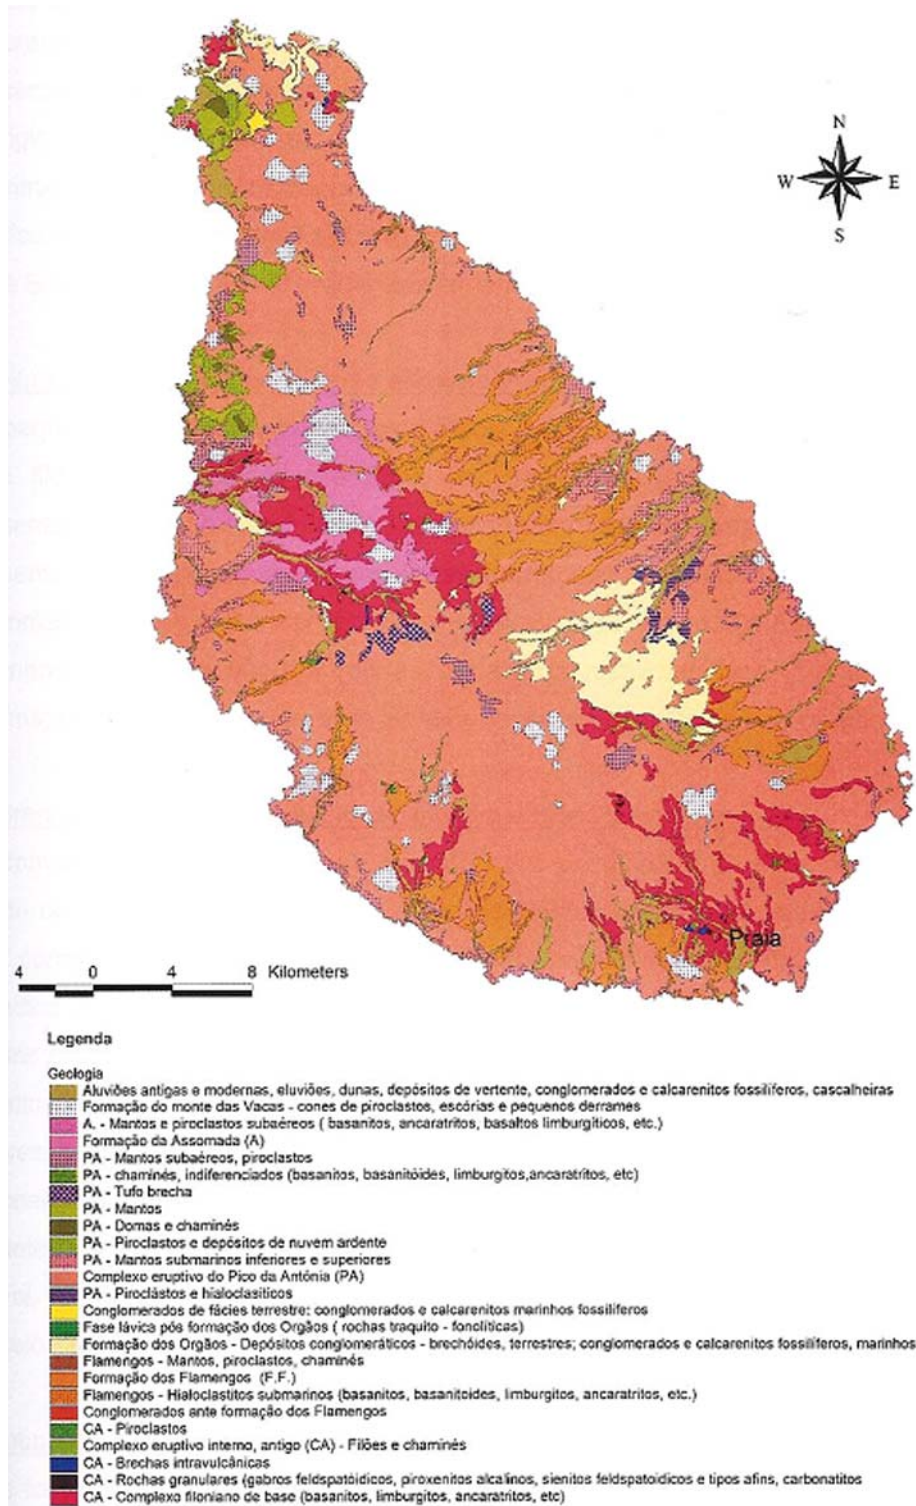 N
W E
S
Praia
4 0 4 8 Kilometers
Legenda
Geologia
Aluviões antigas e modernas, eluviões, dunas, depósitos de vertente, conglomerados e calcarenitos fossilíferos, cascalheiras
Formação do monte das Vacas - cones de piroclastos, escórias e pequenos derrames
A. - Mantos e piroclastos subaéreos ( basanitos, ancaratritos, basaltos limburgíticos, etc.)
Formação da Assomada (A)
PA - Mantos subaéreos, piroclastos
PA - chaminés, indiferenciados (basanitos, basanitóides, limburgitos,ancaratritos, etc)
PA - Tufo brecha
PA - Mantos
PA - Domas e chaminés
PA - Piroclastos e depósitos de nuvem ardente
PA - Mantos submarinos inferiores e superiores
Complexo eruptivo do Pico da Antónia (PA)
PA - Piroclástos e hialoclasiticos
Conglomerados de fácies terrestre: conglomerados e calcarenitos marinhos fossilíferos
Fase lávica pós formação dos Orgãos ( rochas traquito - fonolíticas)
Formação dos Orgãos - Depósitos conglomeráticos - brechóides, terrestres; conglomerados e calcarenitos fossilíferos, marinhos
Flamengos - Mantos, piroclastos, chaminés
Formação dos Flamengos (F.F.)
Flamengos - Hialoclastitos submarinos (basanitos, basanitoides, limburgitos, ancaratritos, etc.)
Conglomerados ante formação dos Flamengos
CA - Piroclastos
Complexo eruptivo interno, antigo (CA) - Filões e chaminés
CA - Brechas intravulcânicas
CA - Rochas granulares (gabros feldspatóidicos, piroxenitos alcalinos, sienitos feldspatoidicos e tipos afins, carbonatitos
CA - Complexo filoniano de base (basanitos, limburgitos, ancaratritos, etc)